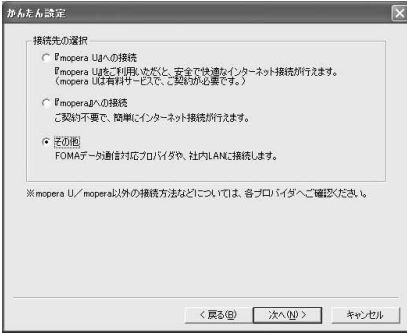 かんたん設定
接続先の選択
『mopera U』への接続
『mopera U』をご利用いただくと、安全で快適なインターネット接続が行えます。
(mopera Uは有料サービスで、ご契約が必要です。)
『mopera』への接続
ご契約不要で、簡単にインターネット接続が行えます。
その他
FOMAデータ通信対応プロバイダや、社内LANに接続します。
※mopera U／mopera以外の接続方法などについては、各プロバイダへご確認ください。
< 戻る(B)
次へ(N) >
キャンセル